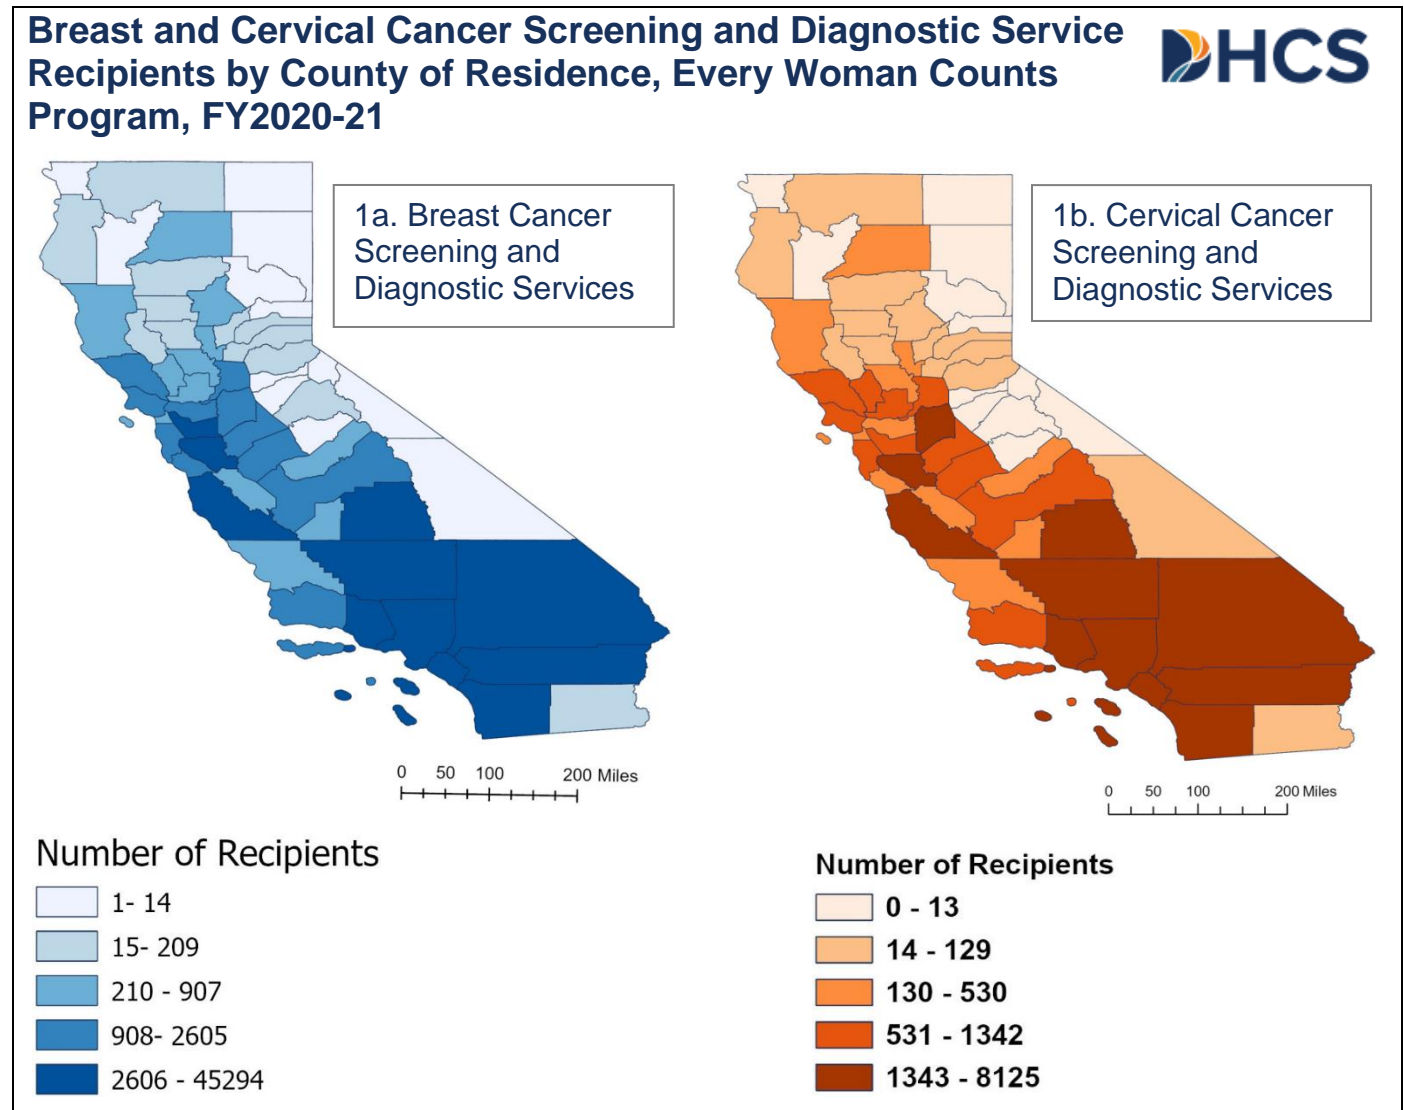 Breast and Cervical Cancer Screening and Diagnostic Service
Recipients by County of Residence, Every Woman Counts
Program, FY2020-21
DHCS
1a. Breast Cancer
Screening and
Diagnostic Services
0 50 100 200 Miles
Number of Recipients
1- 14
15- 209
210 - 907
908- 2605
2606 - 45294
1b. Cervical Cancer
Screening and
Diagnostic Services
0 50 100 200 Miles
Number of Recipients
0 - 13
14 - 129
130 - 530
531 - 1342
1343 - 8125